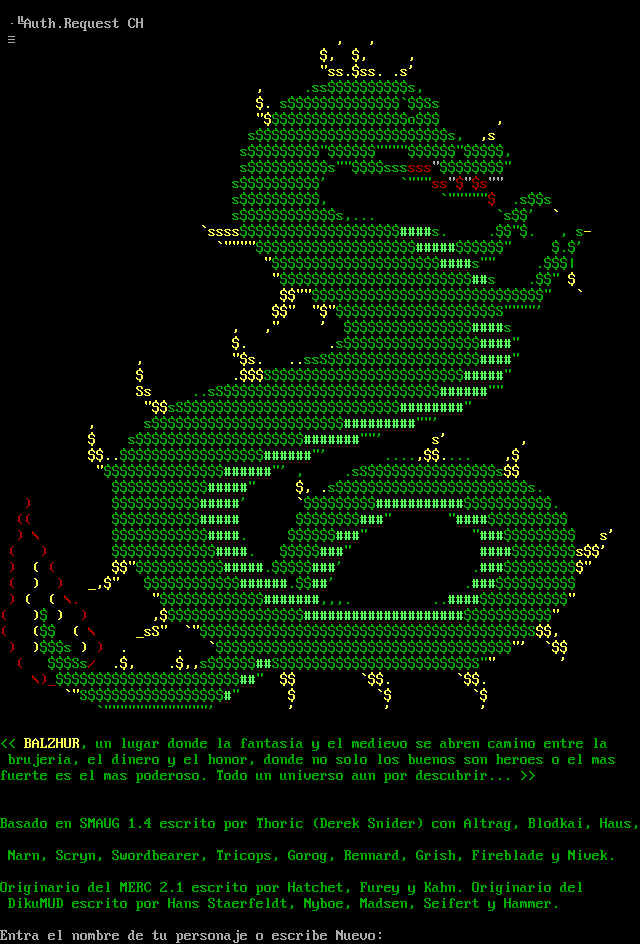 Auth.Request CH
<< BALZHUR, un lugar donde la fantasia y el medievo se abren camino entre la
brujeria, el dinero y el honor, donde no solo los buenos son heroes o el mas
fuerte es el mas poderoso. Todo un universo aun por descubrir... >>
Basado en SMAUG 1.4 escrito por Thoric (Derek Snider) con Altrag, Blodkai, Haus,
Narn, Scryn, Swordbearer, Tricops, Gorog, Rennard, Grish, Fireblade y Nivek.
Originario del MERC 2.1 escrito por Hatchet, Furey y Kahn. Originario del
DikuMUD escrito por Hans Staerfeldt, Nyboe, Madsen, Seifert y Hammer.
Entra el nombre de tu personaje o escribe Nuevo: